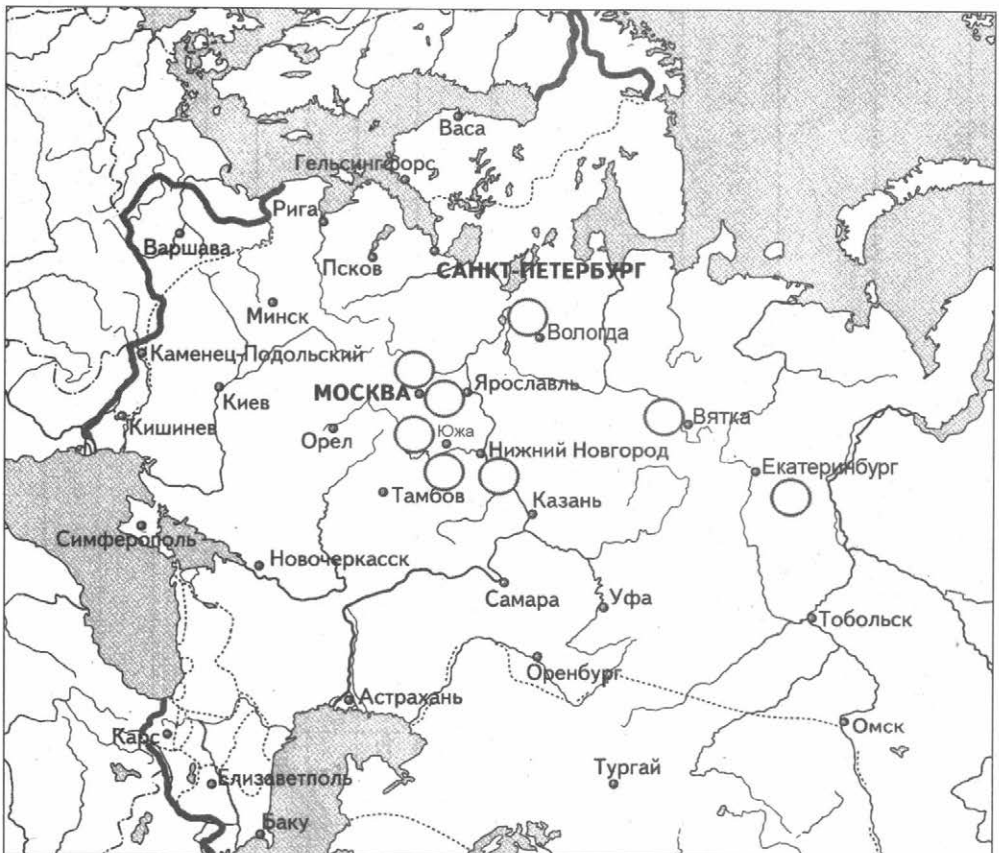 Васа
Гельсингфорс
Рига
Варшава
Псков
САНКТ-ПЕТЕРБУРГ
Минск
Вологда
Каменец-Подольский
МОСКВА
Ярославль
Киев
Вятка
Кишинев
Орел
Южа
Нижний Новгород
Екатеринбург
Тамбов
Казань
Симферополь
Новочеркасск
Самара
Уфа
Тобольск
Оренбург
Астрахань
Карс
Омск
Елизаветполь
Тургай
Баку